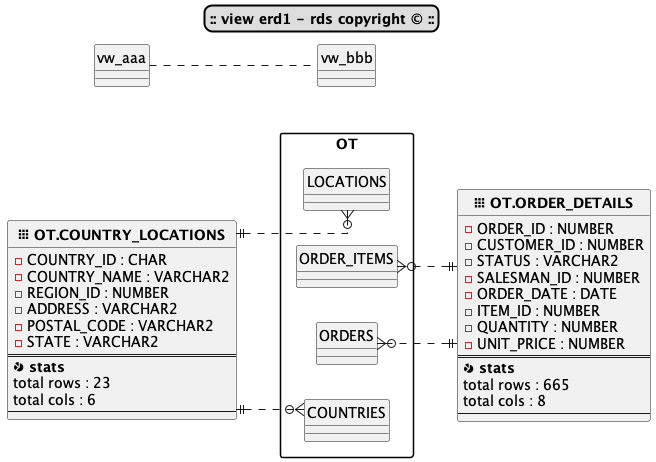 :: view erd1 – rds copyright © ::
vw_aaa
vw_bbb
OT
LOCATIONS
ORDER_ITEMS
ORDERS
COUNTRIES
OT.COUNTRY_LOCATIONS
COUNTRY_ID : CHAR
COUNTRY_NAME : VARCHAR2
REGION_ID : NUMBER
ADDRESS : VARCHAR2
POSTAL_CODE : VARCHAR2
STATE : VARCHAR2
stats
total rows : 23
total cols : 6
OT.ORDER_DETAILS
ORDER_ID : NUMBER
CUSTOMER_ID : NUMBER
STATUS : VARCHAR2
SALESMAN_ID : NUMBER
ORDER_DATE : DATE
ITEM_ID : NUMBER
QUANTITY : NUMBER
UNIT_PRICE : NUMBER
stats
total rows : 665
total cols : 8